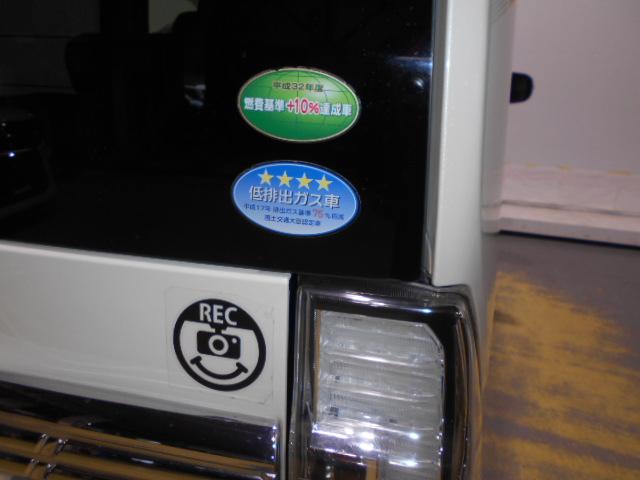 平成32年度
燃費基準+10%達成車
低排出ガス車
平成17年 排出ガス基準 75%低減
国土交通大臣認定車
REC